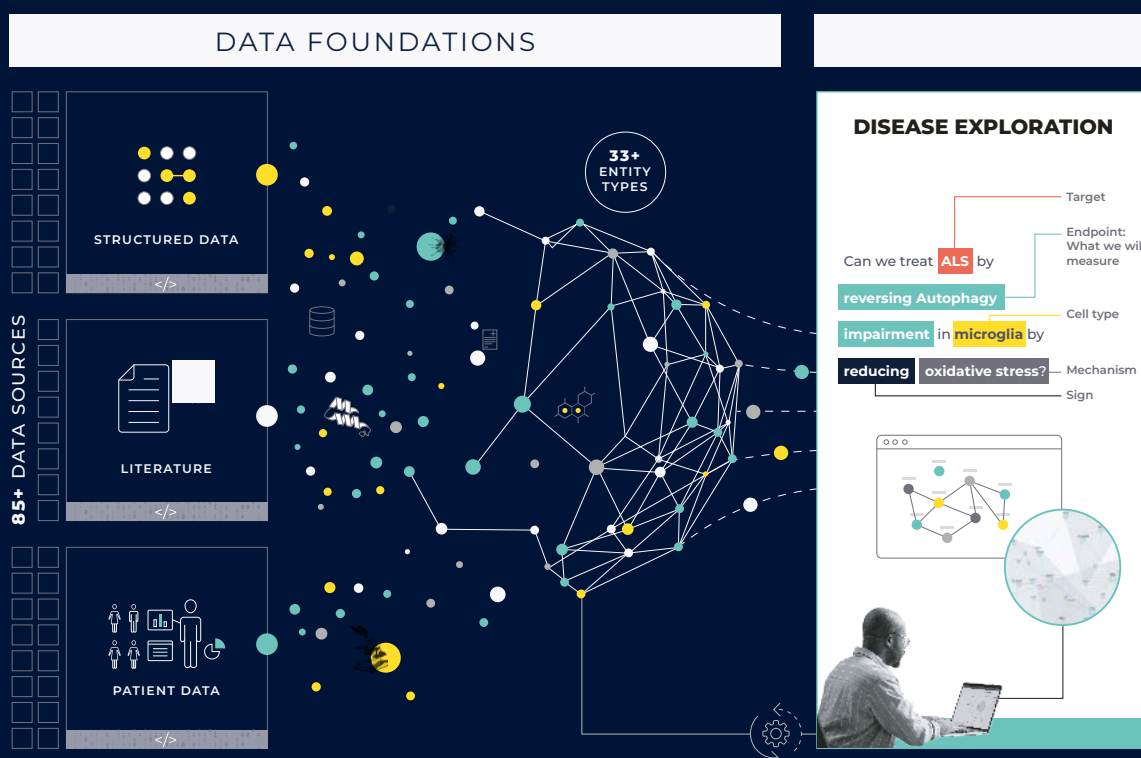 DATA FOUNDATIONS
85+ DATA SOURCES
STRUCTURED DATA
</>
LITERATURE
</>
PATIENT DATA
</>
33+
ENTITY
TYPES
DISEASE EXPLORATION
Target
Endpoint:
What we wil
measure
Can we treat ALS by
reversing Autophagy
Cell type
impairment in microglia by
reducing oxidative stress?
Mechanism
Sign